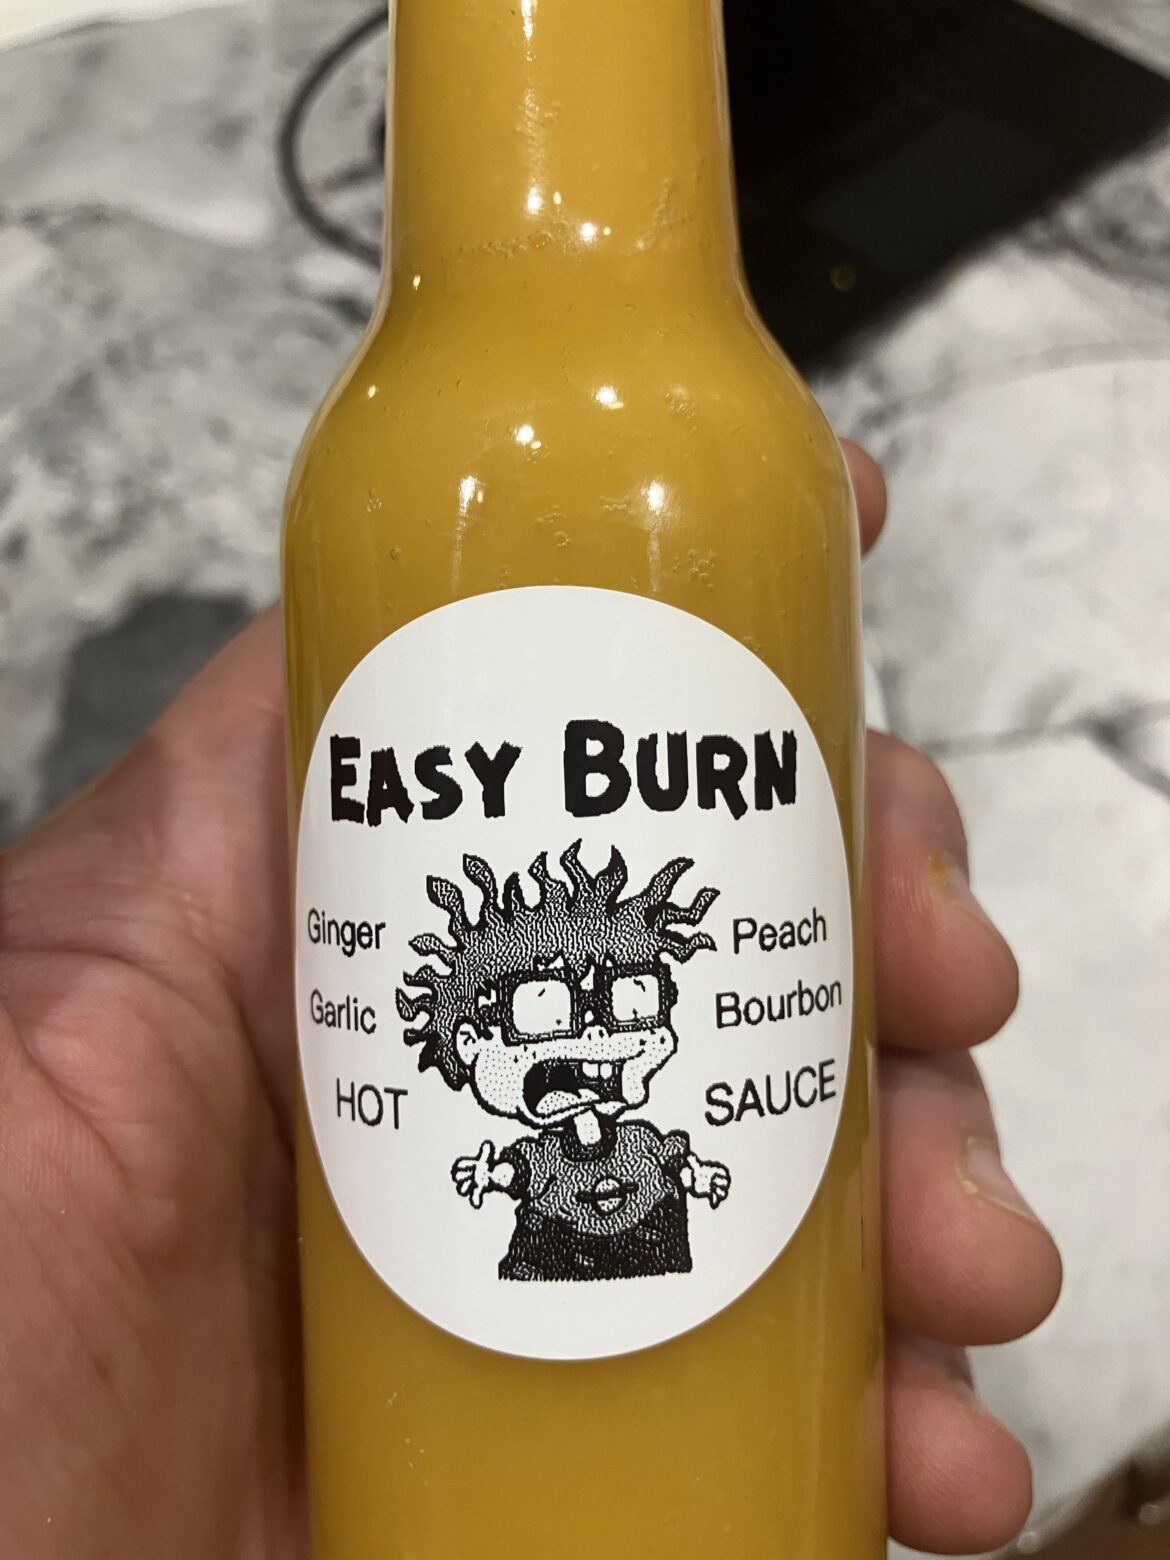 EASY BURN
Ginger
Garlic
HOT
Peach
Bourbon
SAUCE